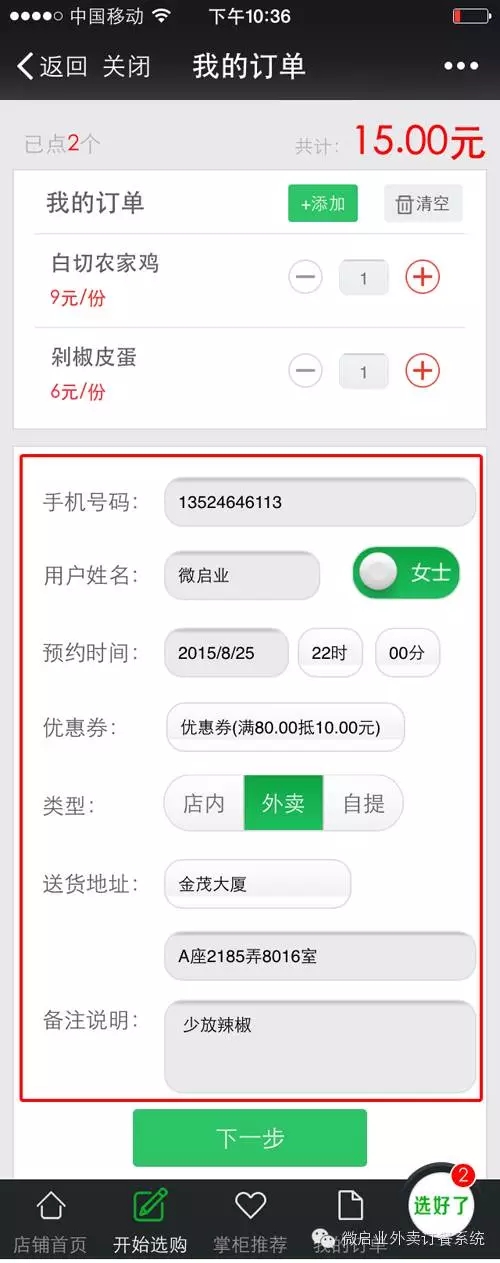 中国移动 下午10:36
返回 关闭 我的订单
已点2个 共计: 15.00元
我的订单 +添加 清空
白切农家鸡
9元/份 1
剁椒皮蛋
6元/份 1
手机号码: 13524646113
用户姓名: 微启业 女士
预约时间: 2015/8/25 22时 00分
优惠券: 优惠券(满80.00抵10.00元)
类型: 店内 外卖 自提
送货地址: 金茂大厦
A座2185弄8016室
备注说明: 少放辣椒
下一步
2
选好了
店铺首页 开始选购 掌柜推荐 我的订单
微启业外卖订餐系统